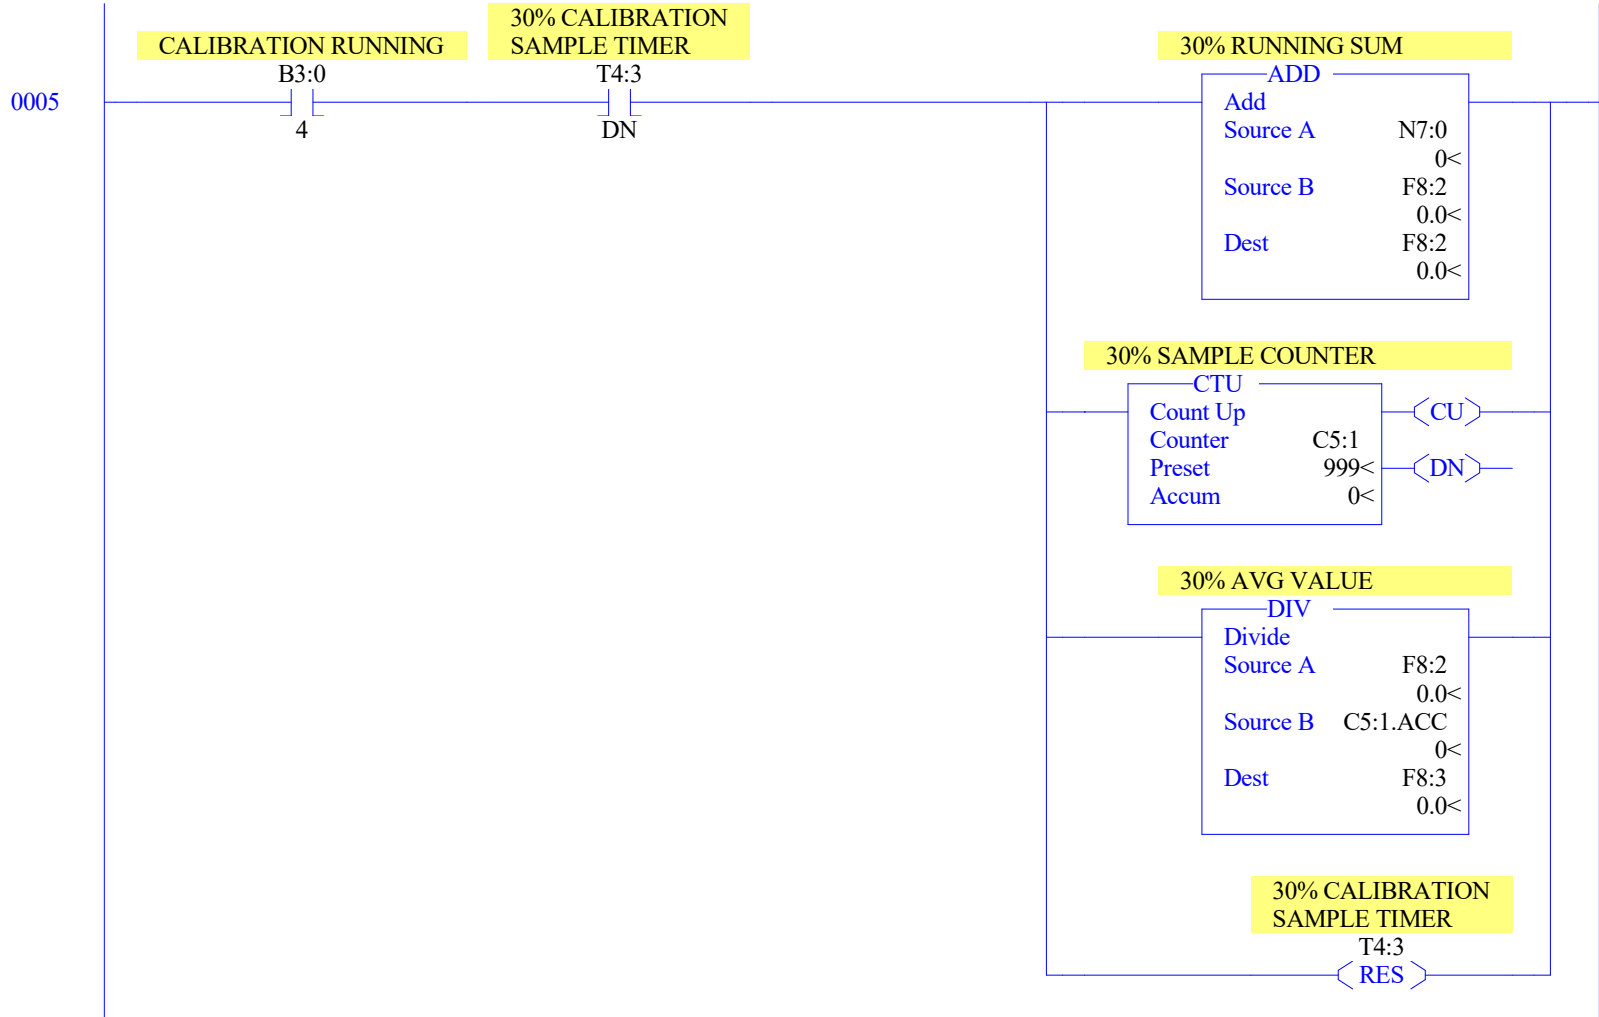 30% CALIBRATION
CALIBRATION RUNNING SAMPLE TIMER 30% RUNNING SUM
B3:0 T4:3 ADD
0005 Add
4 DN Source A N7:0
0<
Source B F8:2
0.0<
Dest F8:2
0.0<
30% SAMPLE COUNTER
CTU
Count Up CU
Counter C5:1
Preset 999< DN
Accum 0<
30% AVG VALUE
DIV
Divide
Source A F8:2
0.0<
Source B C5:1.ACC
0<
Dest F8:3
0.0<
30% CALIBRATION
SAMPLE TIMER
T4:3
RES